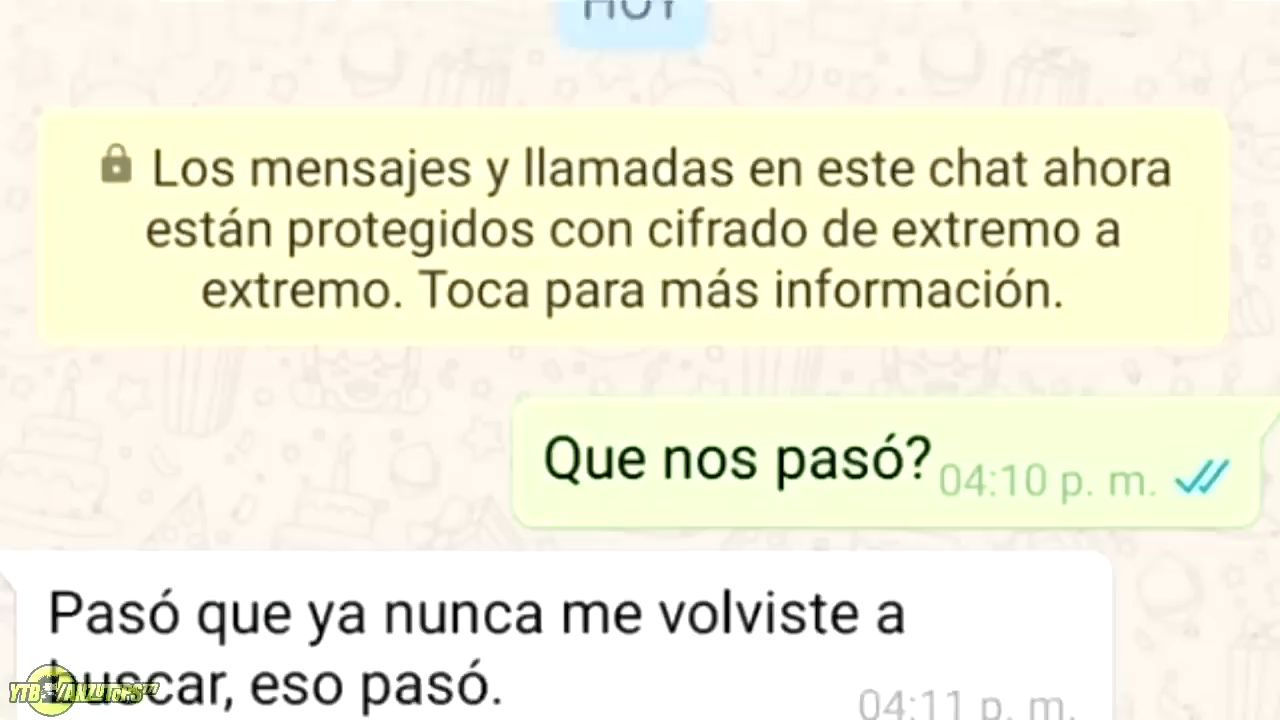 HOY
Los mensajes y llamadas en este chat ahora
están protegidos con cifrado de extremo a
extremo. Toca para más información.
Que nos pasó? 04:10 p. m.
Pasó que ya nunca me volviste a
buscar, eso pasó.
04:11 p. m.
YTB